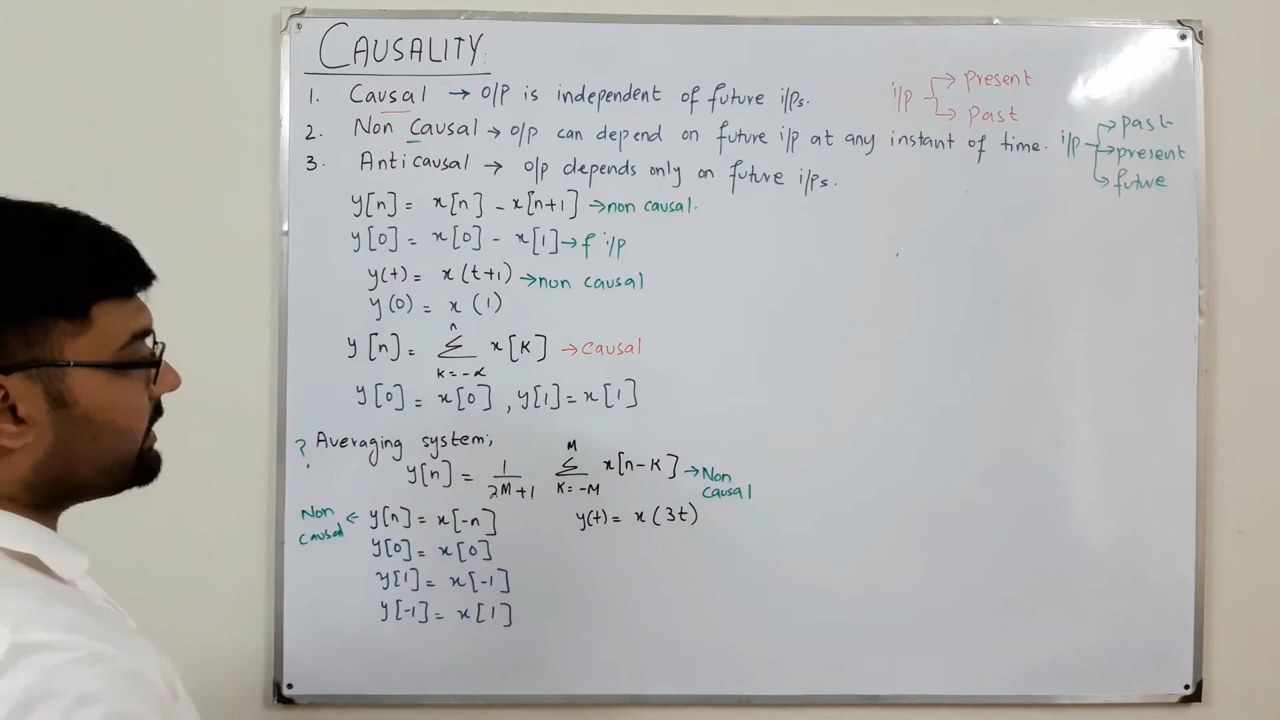 CAUSALITY.
1. Causal → O/P is independent of future i/ps. i/p → present → past
2. Non Causal → O/p can depend on future i/p at any instant of time. i/p → past → present → future
3. Anticausal → O/p depends only on future i/ps.
y[n] = x[n] - x[n+1] → non causal.
y[0] = x[0] - x[1] → f i/p
y(t) = x(t+1) → non causal
y(0) = x(1)
y[n] = n Σ K=-∞ x[K] → Causal
y[0] = x[0], y[1] = x[1]
? Averaging system;
y[n] = 1/2M+1 M Σ K=-M x[n-K] → Non Causal
Non Causal ← y[n] = x[-n] y(t) = x(3t)
y[0] = x[0]
y[1] = x[-1]
y[-1] = x[1]